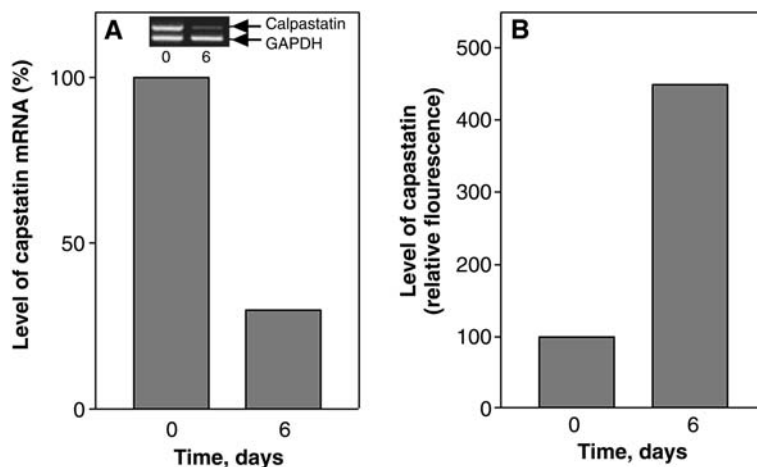 A
Calpastatin
GAPDH
0 6
100
50
0
Level of capstatin mRNA (%)
0 6
Time, days
B
500
450
400
300
200
100
0
Level of capastatin
(relative flourescence)
0 6
Time, days